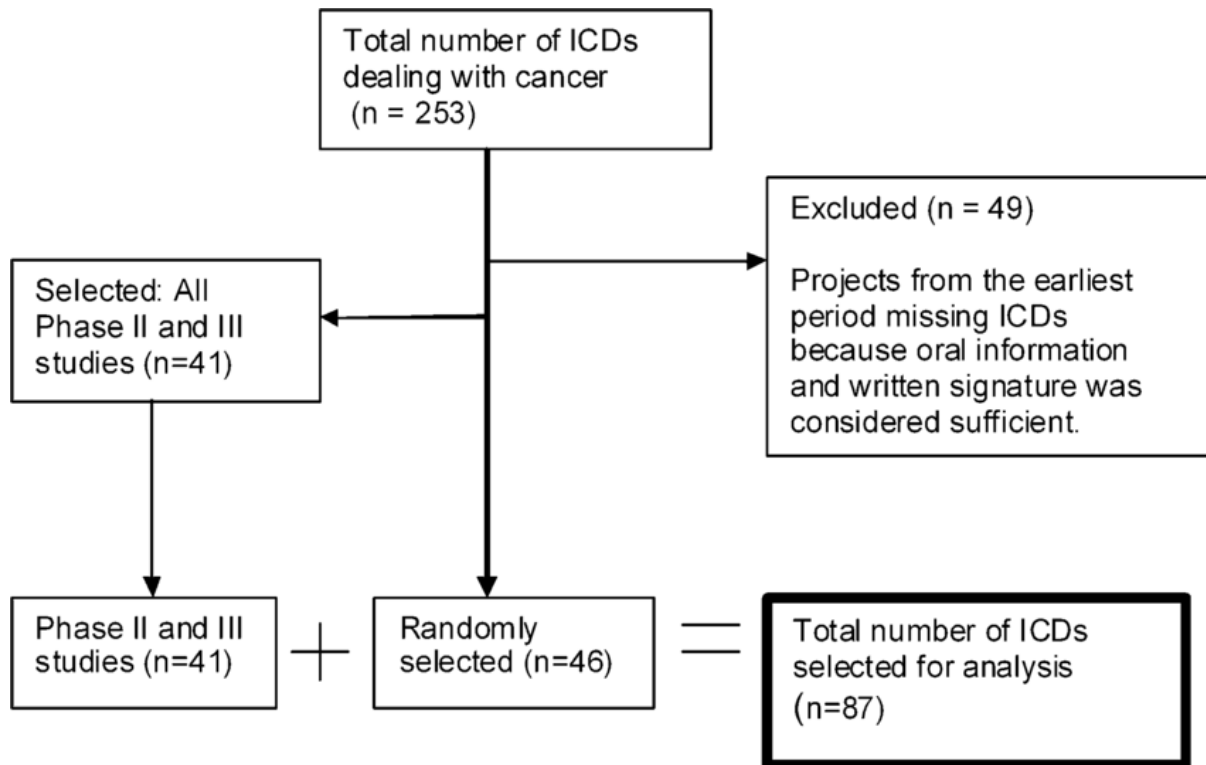 Total number of ICDs
dealing with cancer
(n = 253)
Excluded (n = 49)
Projects from the earliest
period missing ICDs
because oral information
and written signature was
considered sufficient.
Selected: All
Phase II and III
studies (n=41)
Phase II and III
studies (n=41)
+
Randomly
selected (n=46)
=
Total number of ICDs
selected for analysis
(n=87)